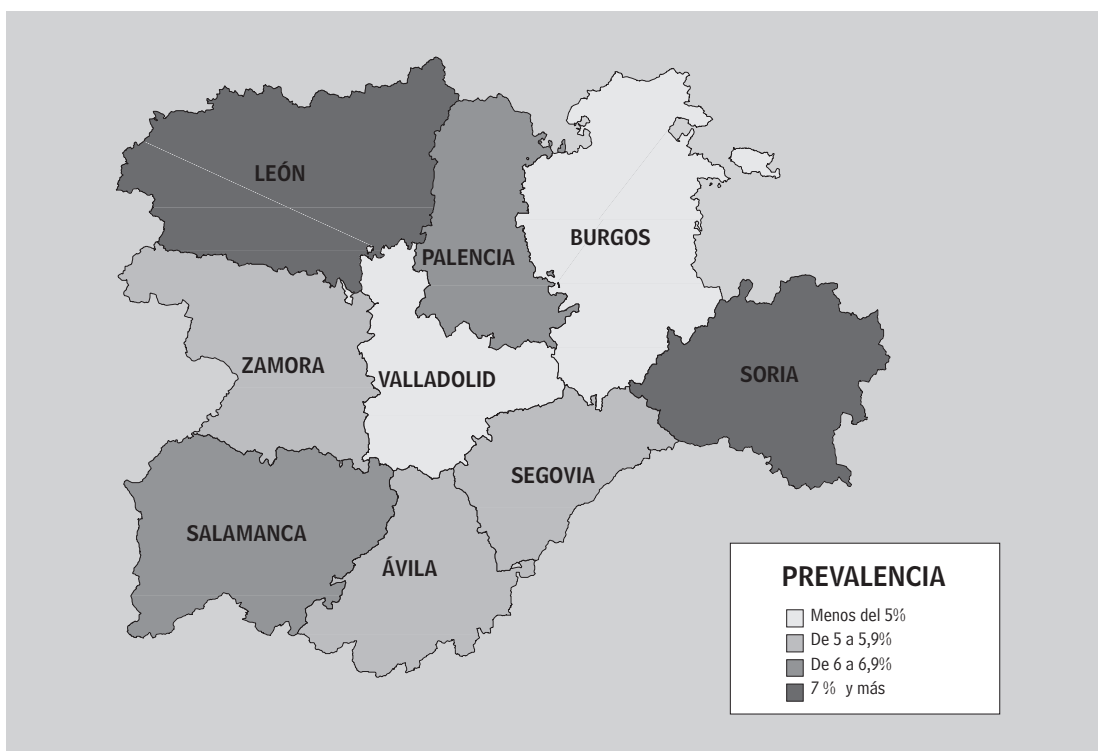 LEÓN
BURGOS
PALENCIA
ZAMORA
VALLADOLID
SORIA
SEGOVIA
SALAMANCA
ÁVILA
PREVALENCIA
Menos del 5%
De 5 a 5,9%
De 6 a 6,9%
7 % y más